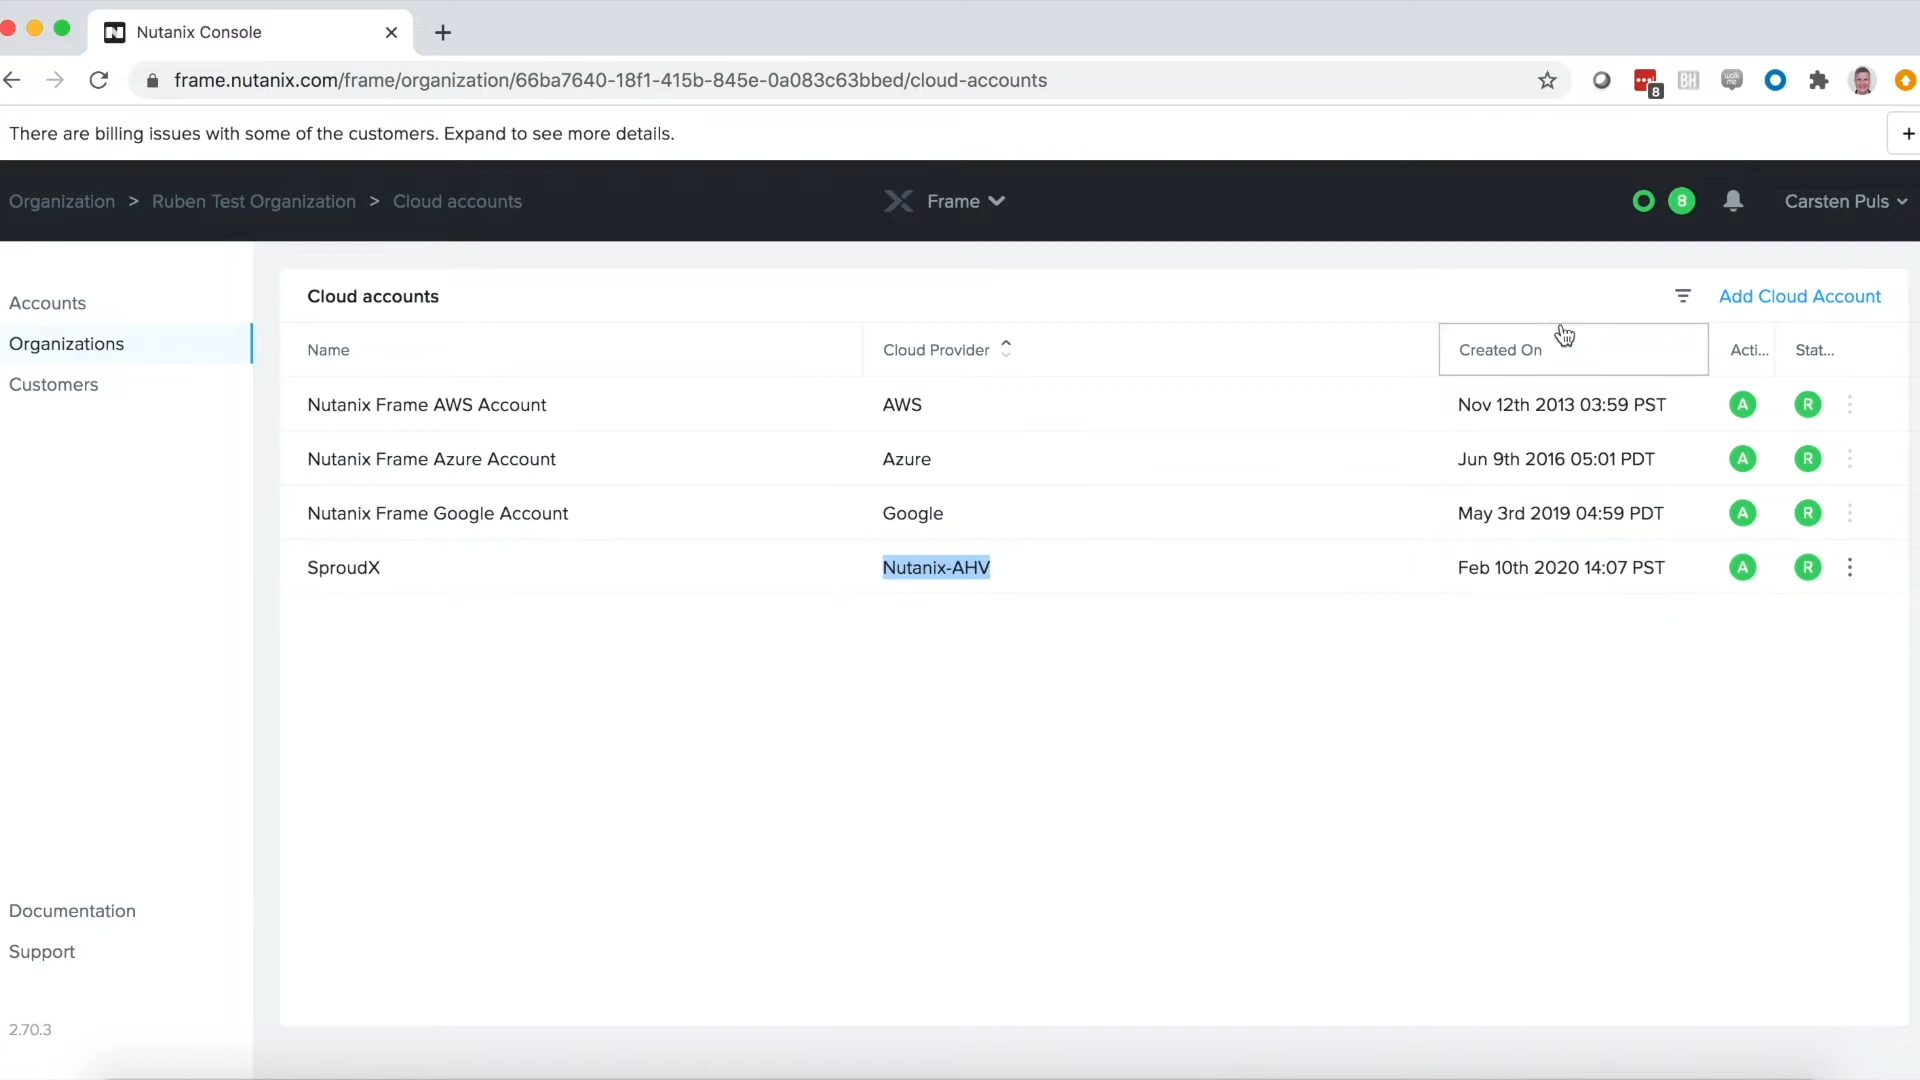 Nutanix Console
frame.nutanix.com/frame/organization/66ba7640-18f1-415b-845e-0a083c63bbed/cloud-accounts
8
BH
walk me
There are billing issues with some of the customers. Expand to see more details.
Organization > Ruben Test Organization > Cloud accounts
Frame
8
Carsten Puls
Accounts
Organizations
Customers
Cloud accounts
Add Cloud Account
Name Cloud Provider Created On Acti... Stat...
Nutanix Frame AWS Account AWS Nov 12th 2013 03:59 PST A R
Nutanix Frame Azure Account Azure Jun 9th 2016 05:01 PDT A R
Nutanix Frame Google Account Google May 3rd 2019 04:59 PDT A R
SproudX Nutanix-AHV Feb 10th 2020 14:07 PST A R
Documentation
Support
2.70.3